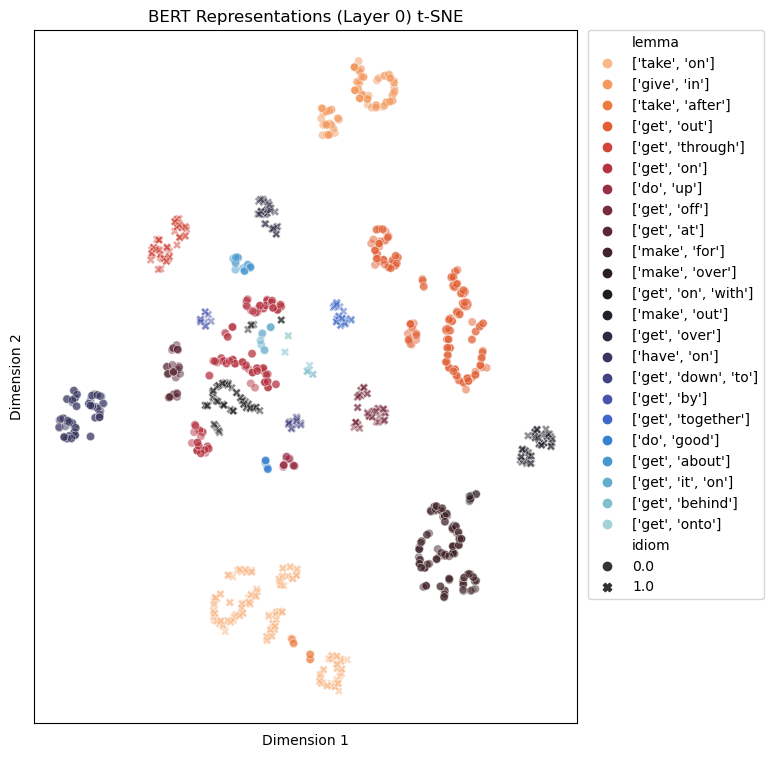 BERT Representations (Layer 0) t-SNE
Dimension 2
Dimension 1
lemma
['take', 'on']
['give', 'in']
['take', 'after']
['get', 'out']
['get', 'through']
['get', 'on']
['do', 'up']
['get', 'off']
['get', 'at']
['make', 'for']
['make', 'over']
['get', 'on', 'with']
['make', 'out']
['get', 'over']
['have', 'on']
['get', 'down', 'to']
['get', 'by']
['get', 'together']
['do', 'good']
['get', 'about']
['get', 'it', 'on']
['get', 'behind']
['get', 'onto']
idiom
0.0
1.0